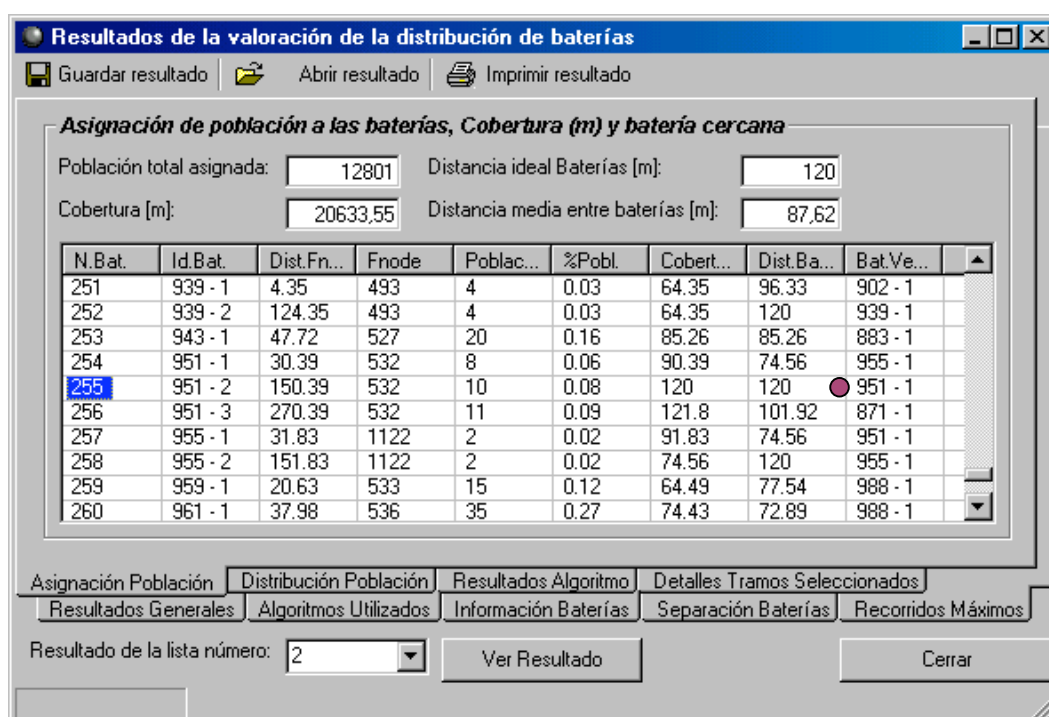 Resultados de la valoración de la distribución de baterías
Guardar resultado Abrir resultado Imprimir resultado
Asignación de población a las baterías, Cobertura (m) y batería cercana
Población total asignada: 12801 Distancia ideal Baterías [m]: 120
Cobertura [m]: 20633,55 Distancia media entre baterías [m]: 87,62
N.Bat. Id.Bat. Dist.Fn... Fnode Poblac... %Pobl. Cobert... Dist.Ba... Bat.Ve...
251 939 - 1 4.35 493 4 0.03 64.35 96.33 902 - 1
252 939 - 2 124.35 493 4 0.03 64.35 120 939 - 1
253 943 - 1 47.72 527 20 0.16 85.26 85.26 883 - 1
254 951 - 1 30.39 532 8 0.06 90.39 74.56 955 - 1
255 951 - 2 150.39 532 10 0.08 120 120 951 - 1
256 951 - 3 270.39 532 11 0.09 121.8 101.92 871 - 1
257 955 - 1 31.83 1122 2 0.02 91.83 74.56 951 - 1
258 955 - 2 151.83 1122 2 0.02 74.56 120 955 - 1
259 959 - 1 20.63 533 15 0.12 64.49 77.54 988 - 1
260 961 - 1 37.98 536 35 0.27 74.43 72.89 988 - 1
Asignación Población Distribución Población Resultados Algoritmo Detalles Tramos Seleccionados
Resultados Generales Algoritmos Utilizados Información Baterías Separación Baterías Recorridos Máximos
Resultado de la lista número: 2 Ver Resultado Cerrar